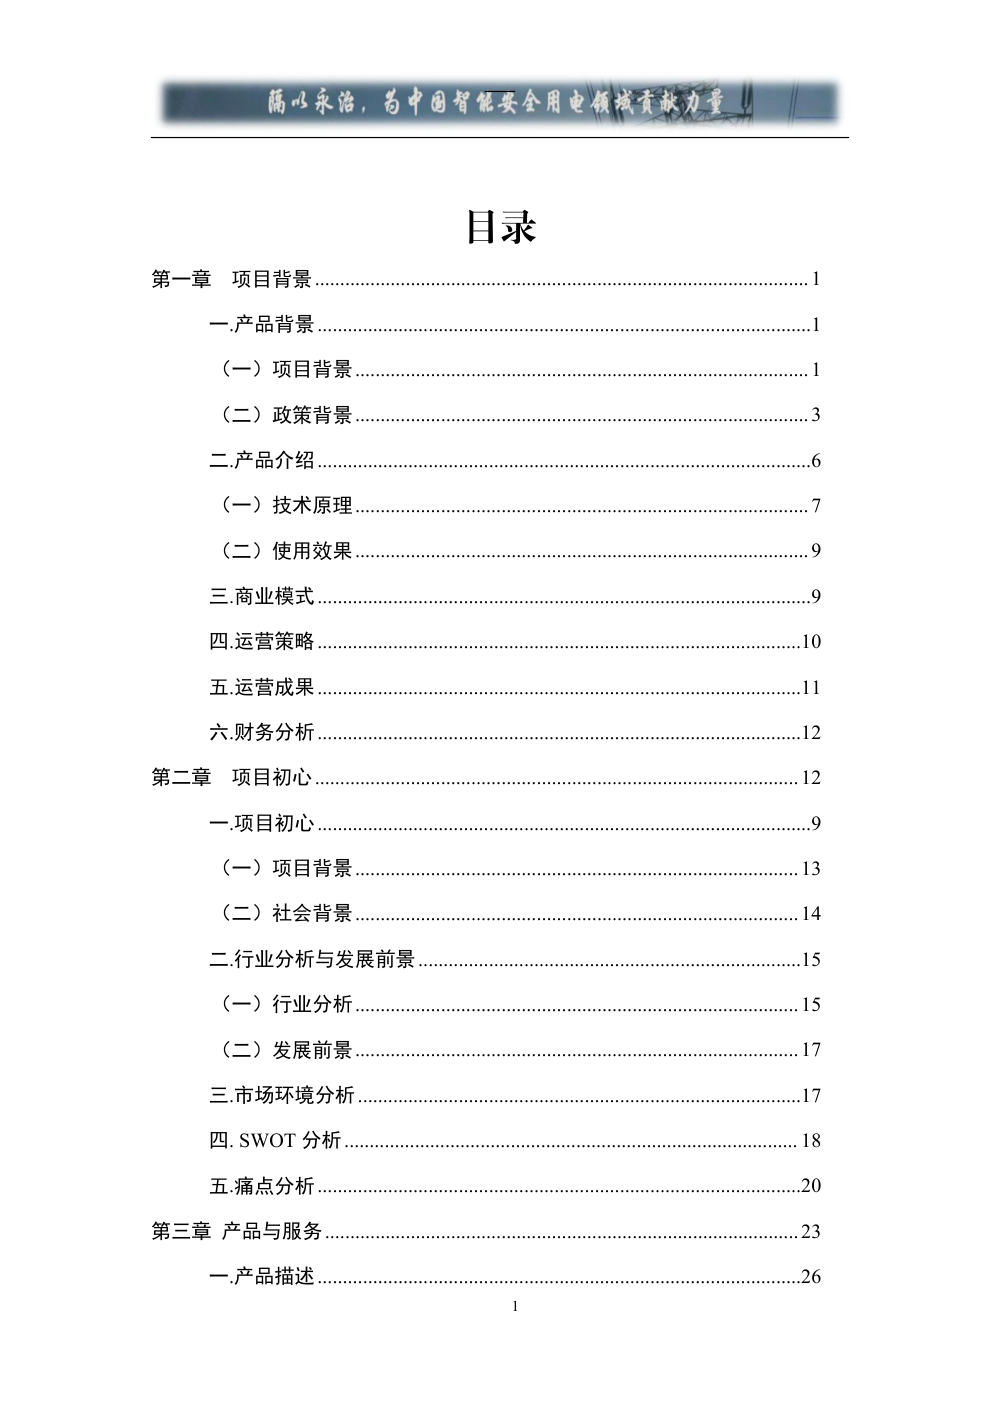 隔以永治，为中国智能安全用电领域贡献力量
目录
第一章 项目背景 1
一.产品背景 1
（一）项目背景 1
（二）政策背景 3
二.产品介绍 6
（一）技术原理 7
（二）使用效果 9
三.商业模式 9
四.运营策略 10
五.运营成果 11
六.财务分析 12
第二章 项目初心 12
一.项目初心 9
（一）项目背景 13
（二）社会背景 14
二.行业分析与发展前景 15
（一）行业分析 15
（二）发展前景 17
三.市场环境分析 17
四. SWOT 分析 18
五.痛点分析 20
第三章 产品与服务 23
一.产品描述 26
1